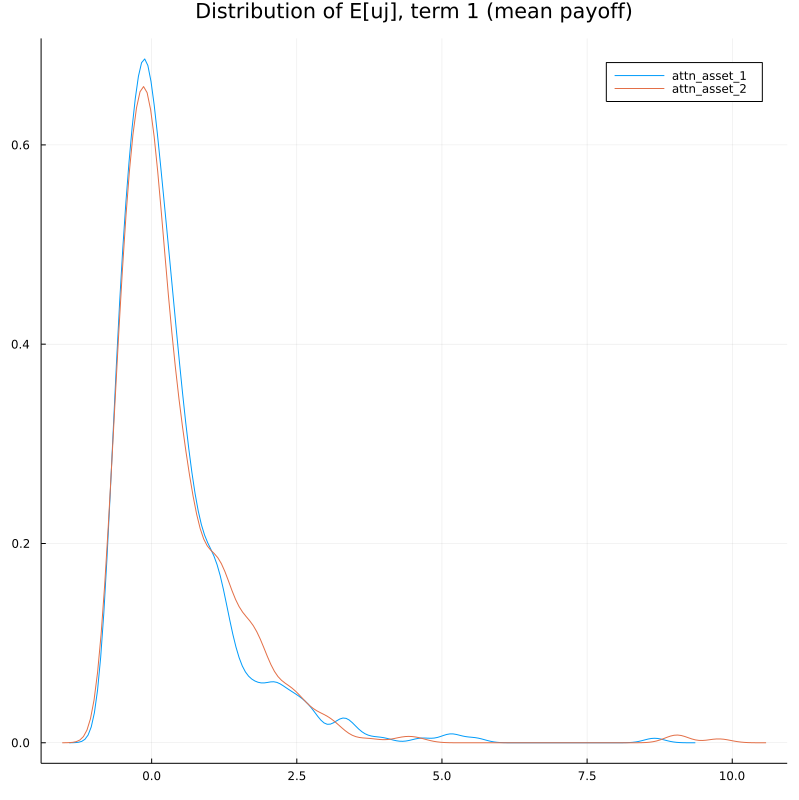 Distribution of E[uj], term 1 (mean payoff)
attn_asset_1
attn_asset_2
0.6
0.4
0.2
0.0
0.0 2.5 5.0 7.5 10.0